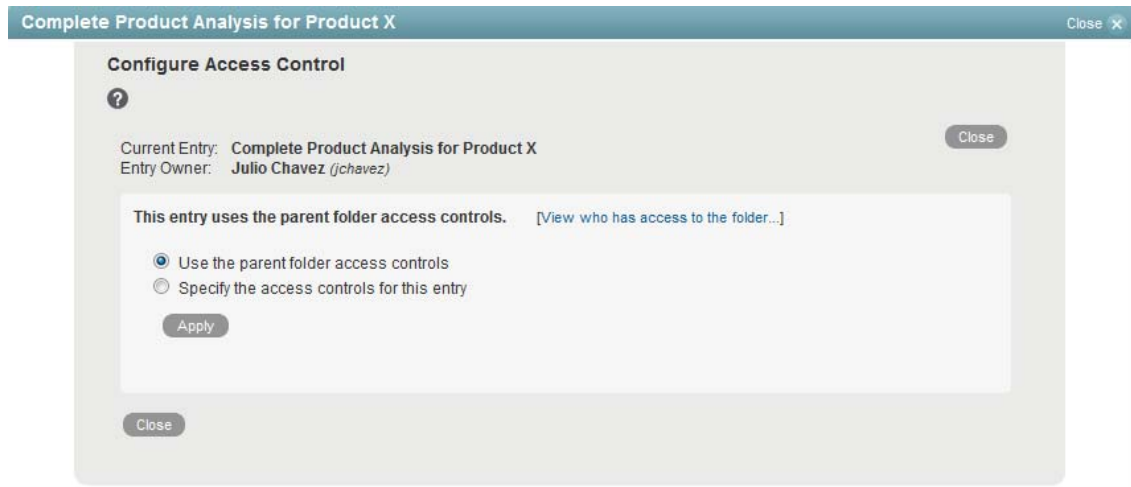 Complete Product Analysis for Product X
Close
Configure Access Control
?
Close
Current Entry: Complete Product Analysis for Product X
Entry Owner: Julio Chavez (jchavez)
This entry uses the parent folder access controls. [View who has access to the folder...]
Use the parent folder access controls
Specify the access controls for this entry
Apply
Close